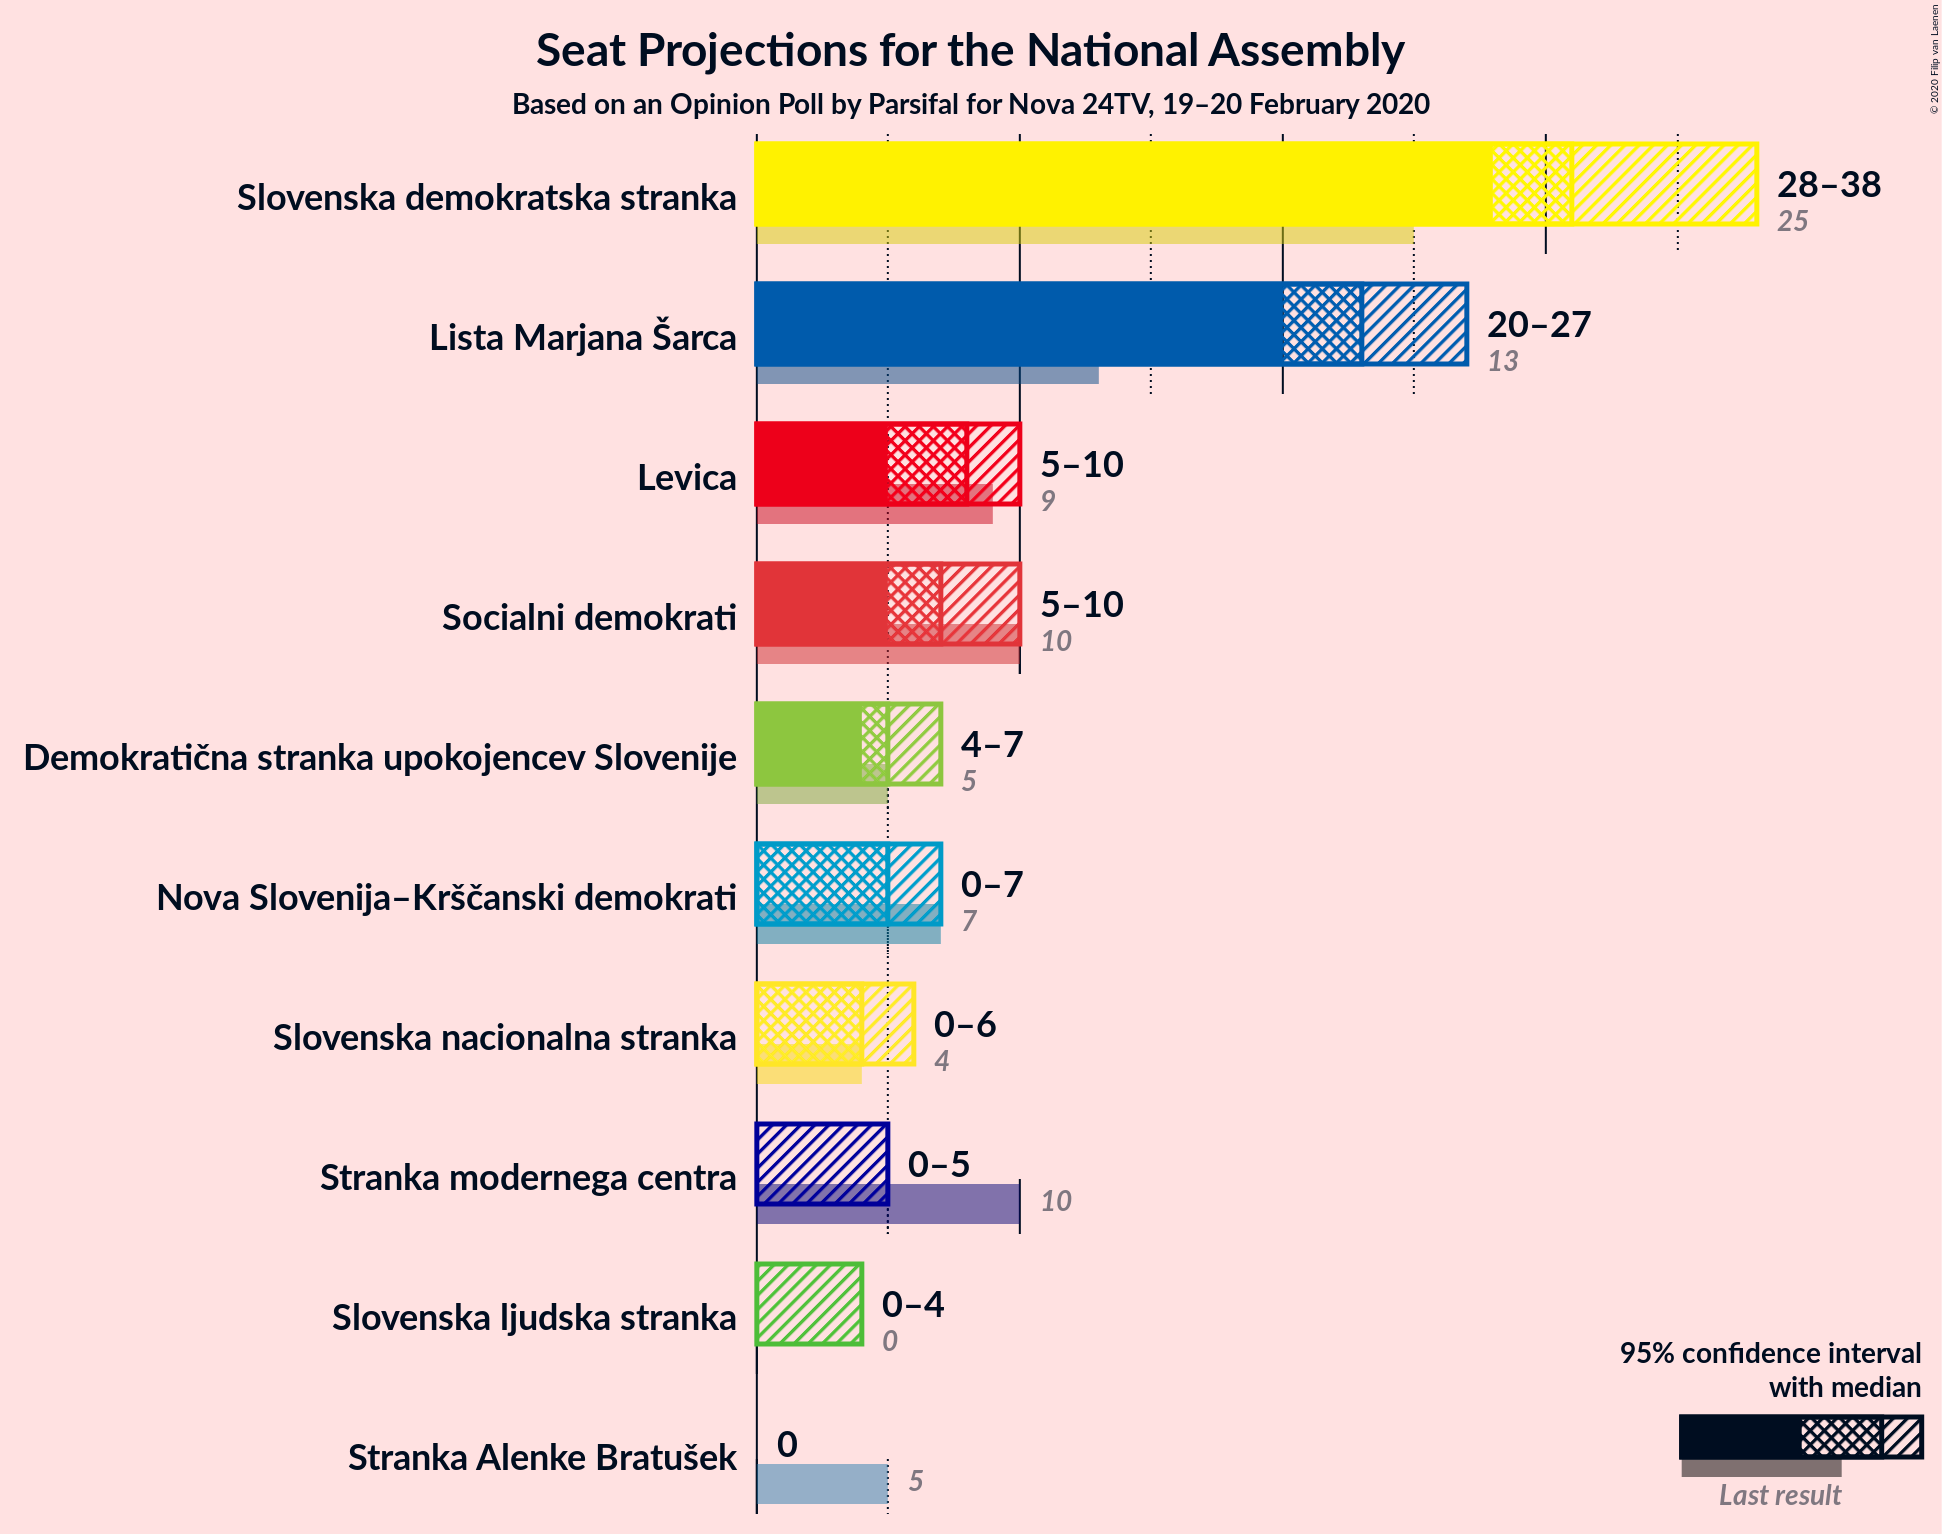 Seat Projections for the National Assembly
Based on an Opinion Poll by Parsifal for Nova 24TV, 19–20 February 2020
© 2020 Filip van Laenen
Slovenska demokratska stranka
28–38
25
Lista Marjana Šarca
20–27
13
Levica
5–10
9
Socialni demokrati
5–10
10
Demokratična stranka upokojencev Slovenije
4–7
5
Nova Slovenija–Krščanski demokrati
0–7
7
Slovenska nacionalna stranka
0–6
4
Stranka modernega centra
0–5
10
Slovenska ljudska stranka
0–4
0
Stranka Alenke Bratušek
0
5
95% confidence interval
with median
Last result